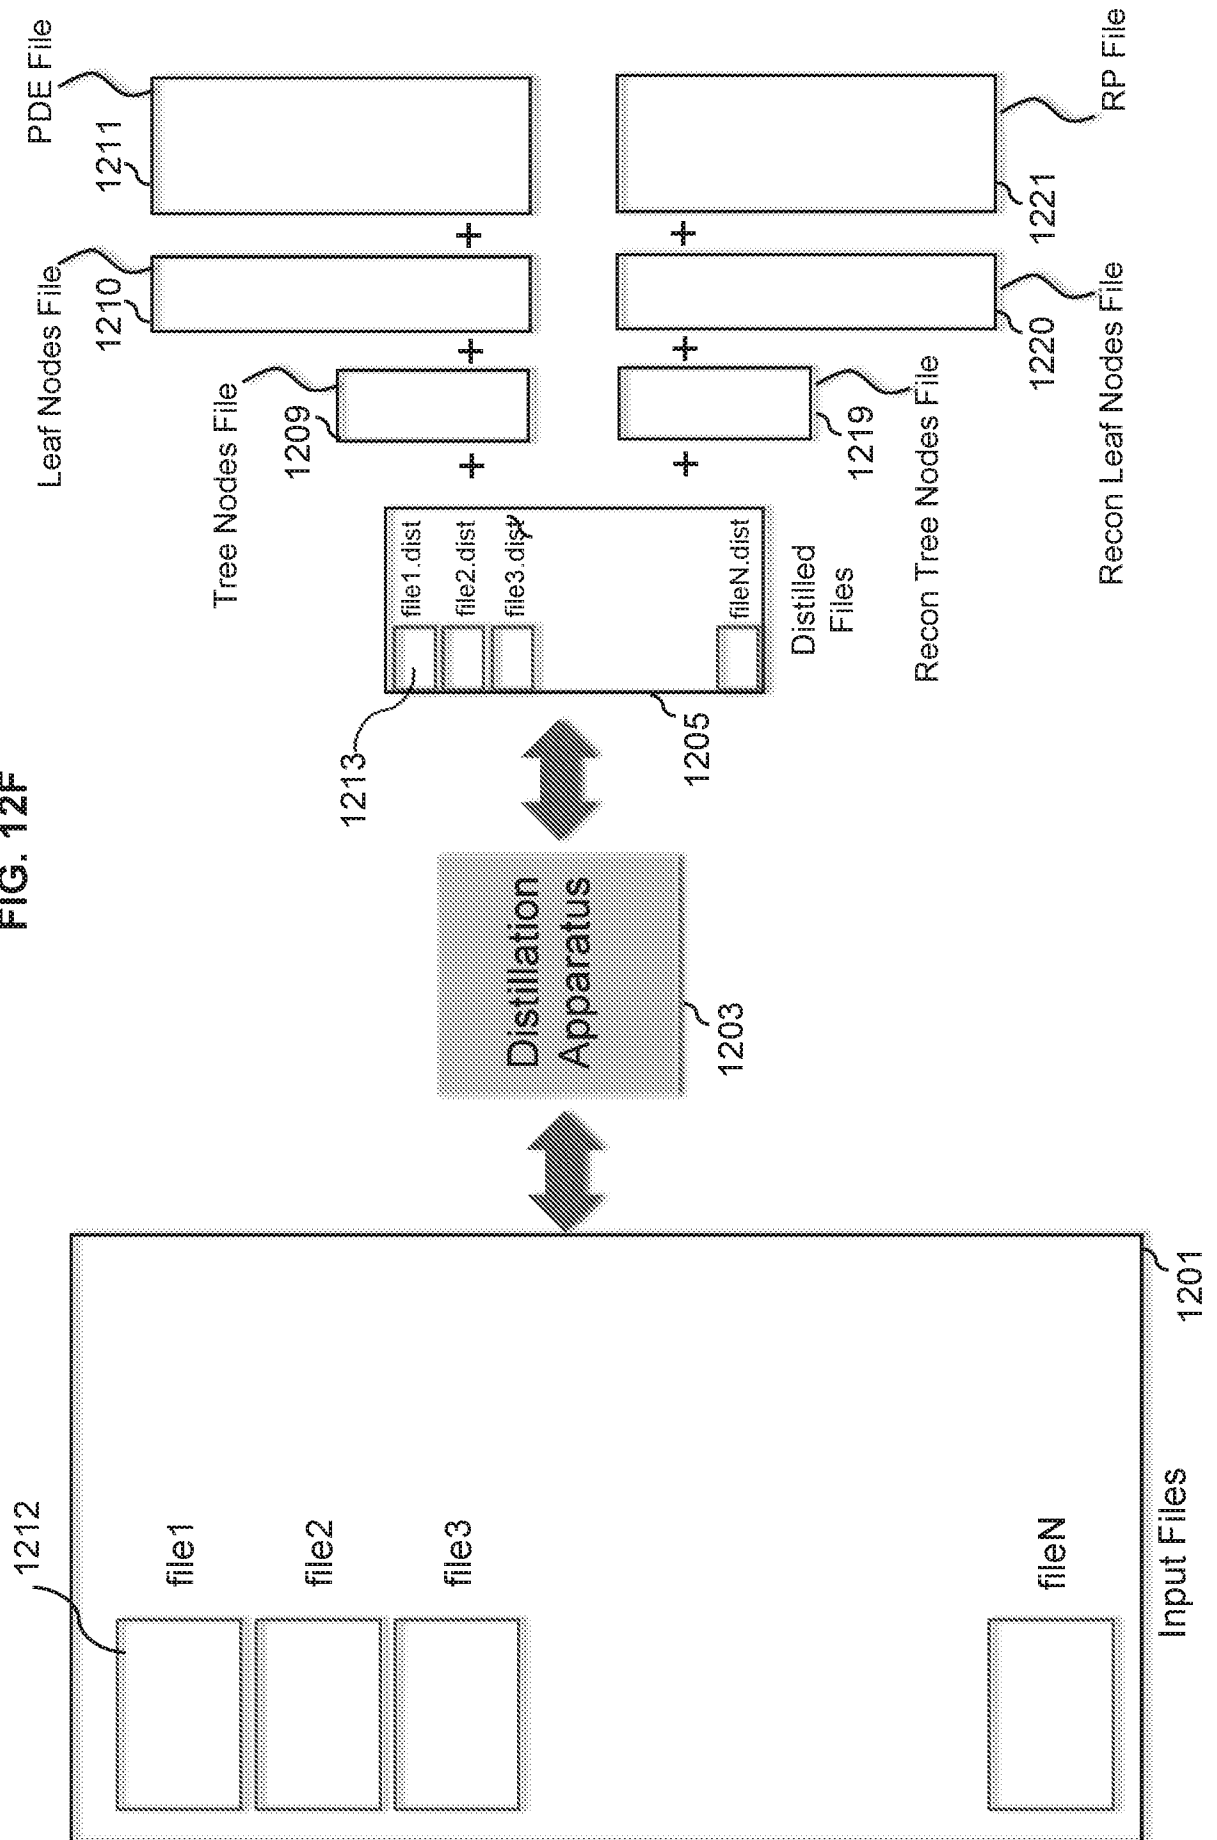 FIG. 12F
1212
file1
file2
file3
fileN
Input Files
1201
Distillation
Apparatus
1203
1213
file1.dist
file2.dist
file3.dist
fileN.dist
1205
Distilled
Files
Tree Nodes File
1209
+
Leaf Nodes File
1210
+
PDE File
1211
+
+
1219
Recon Tree Nodes File
+
1220
Recon Leaf Nodes File
+
1221
RP File